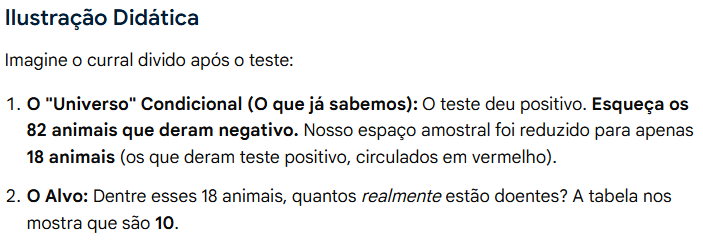 Ilustração Didática
Imagine o curral divido após o teste:
1. O "Universo" Condicional (O que já sabemos): O teste deu positivo. Esqueça os
82 animais que deram negativo. Nosso espaço amostral foi reduzido para apenas
18 animais (os que deram teste positivo, circulados em vermelho).
2. O Alvo: Dentre esses 18 animais, quantos realmente estão doentes? A tabela nos
mostra que são 10.